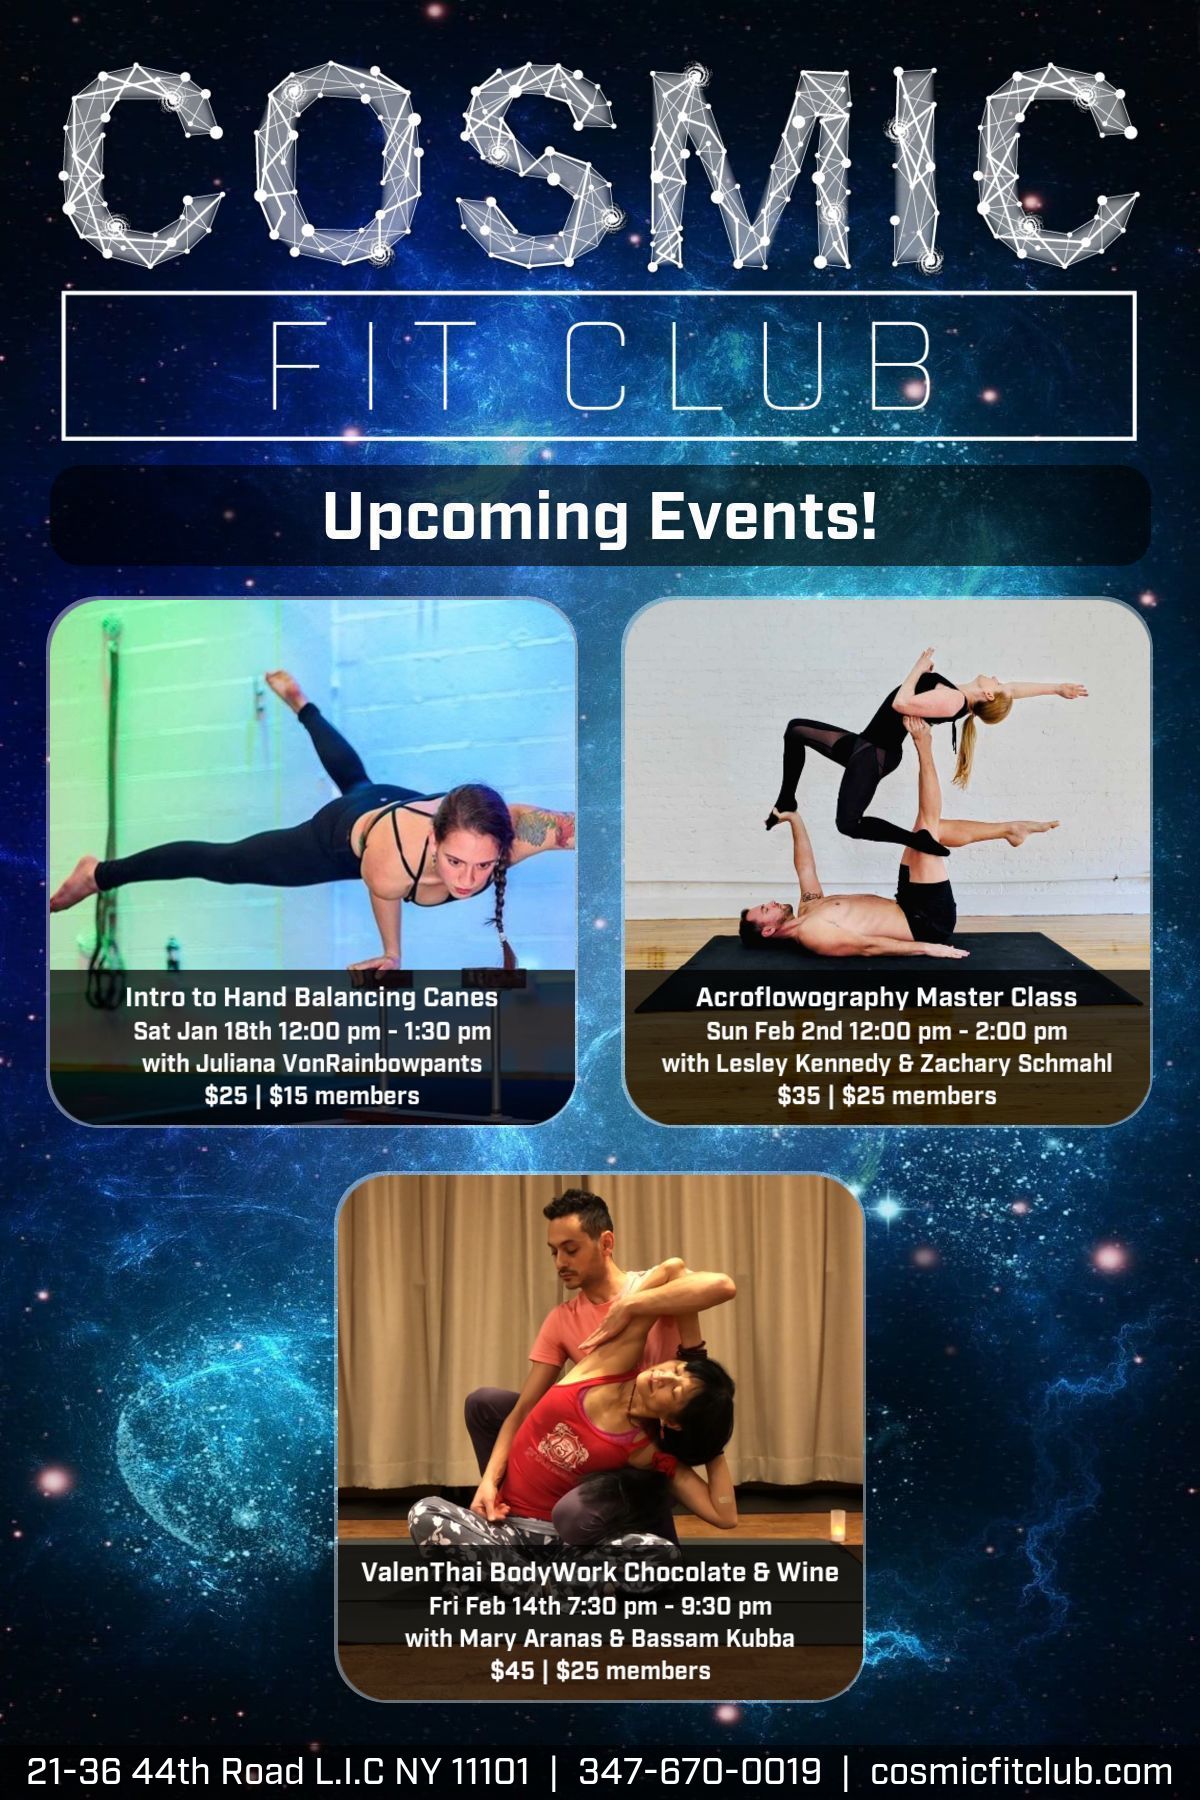 COSMIC
FIT CLUB
Upcoming Events!
Intro to Hand Balancing Canes
Sat Jan 18th 12:00 pm - 1:30 pm
with Juliana VonRainbowpants
$25 | $15 members
Acroflowography Master Class
Sun Feb 2nd 12:00 pm - 2:00 pm
with Lesley Kennedy & Zachary Schmahl
$35 | $25 members
ValenThai BodyWork Chocolate & Wine
Fri Feb 14th 7:30 pm - 9:30 pm
with Mary Aranas & Bassam Kubba
$45 | $25 members
21-36 44th Road L.I.C NY 11101 | 347-670-0019 | cosmicfitclub.com